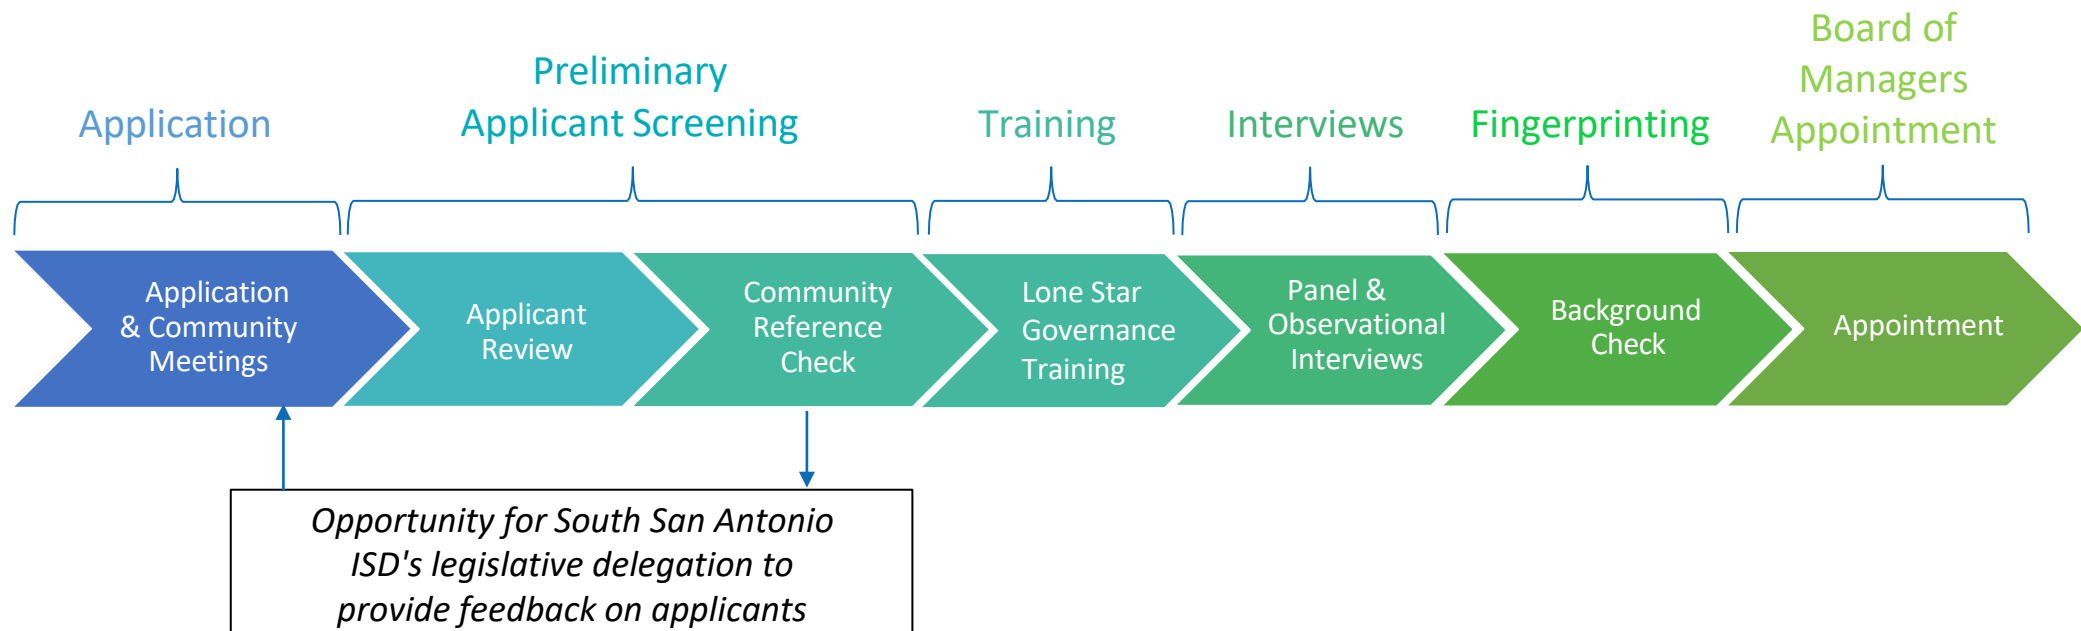 Application
Preliminary
Applicant Screening
Training
Interviews
Fingerprinting
Board of
Managers
Appointment
Application
& Community
Meetings
Applicant
Review
Community
Reference
Check
Lone Star
Governance
Training
Panel &
Observational
Interviews
Background
Check
Appointment
Opportunity for South San Antonio
ISD's legislative delegation to
provide feedback on applicants